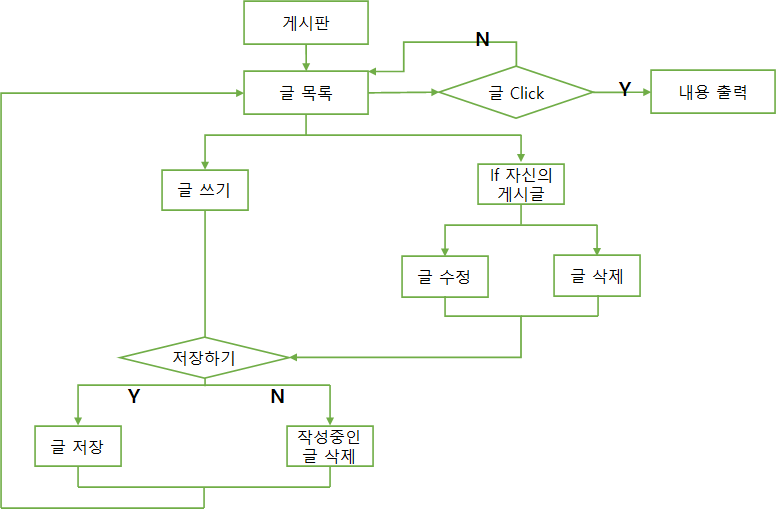 게시판
N
글 목록
글 Click
Y
내용 출력
글 쓰기
If 자신의
게시글
글 수정
글 삭제
저장하기
Y
N
글 저장
작성중인
글 삭제